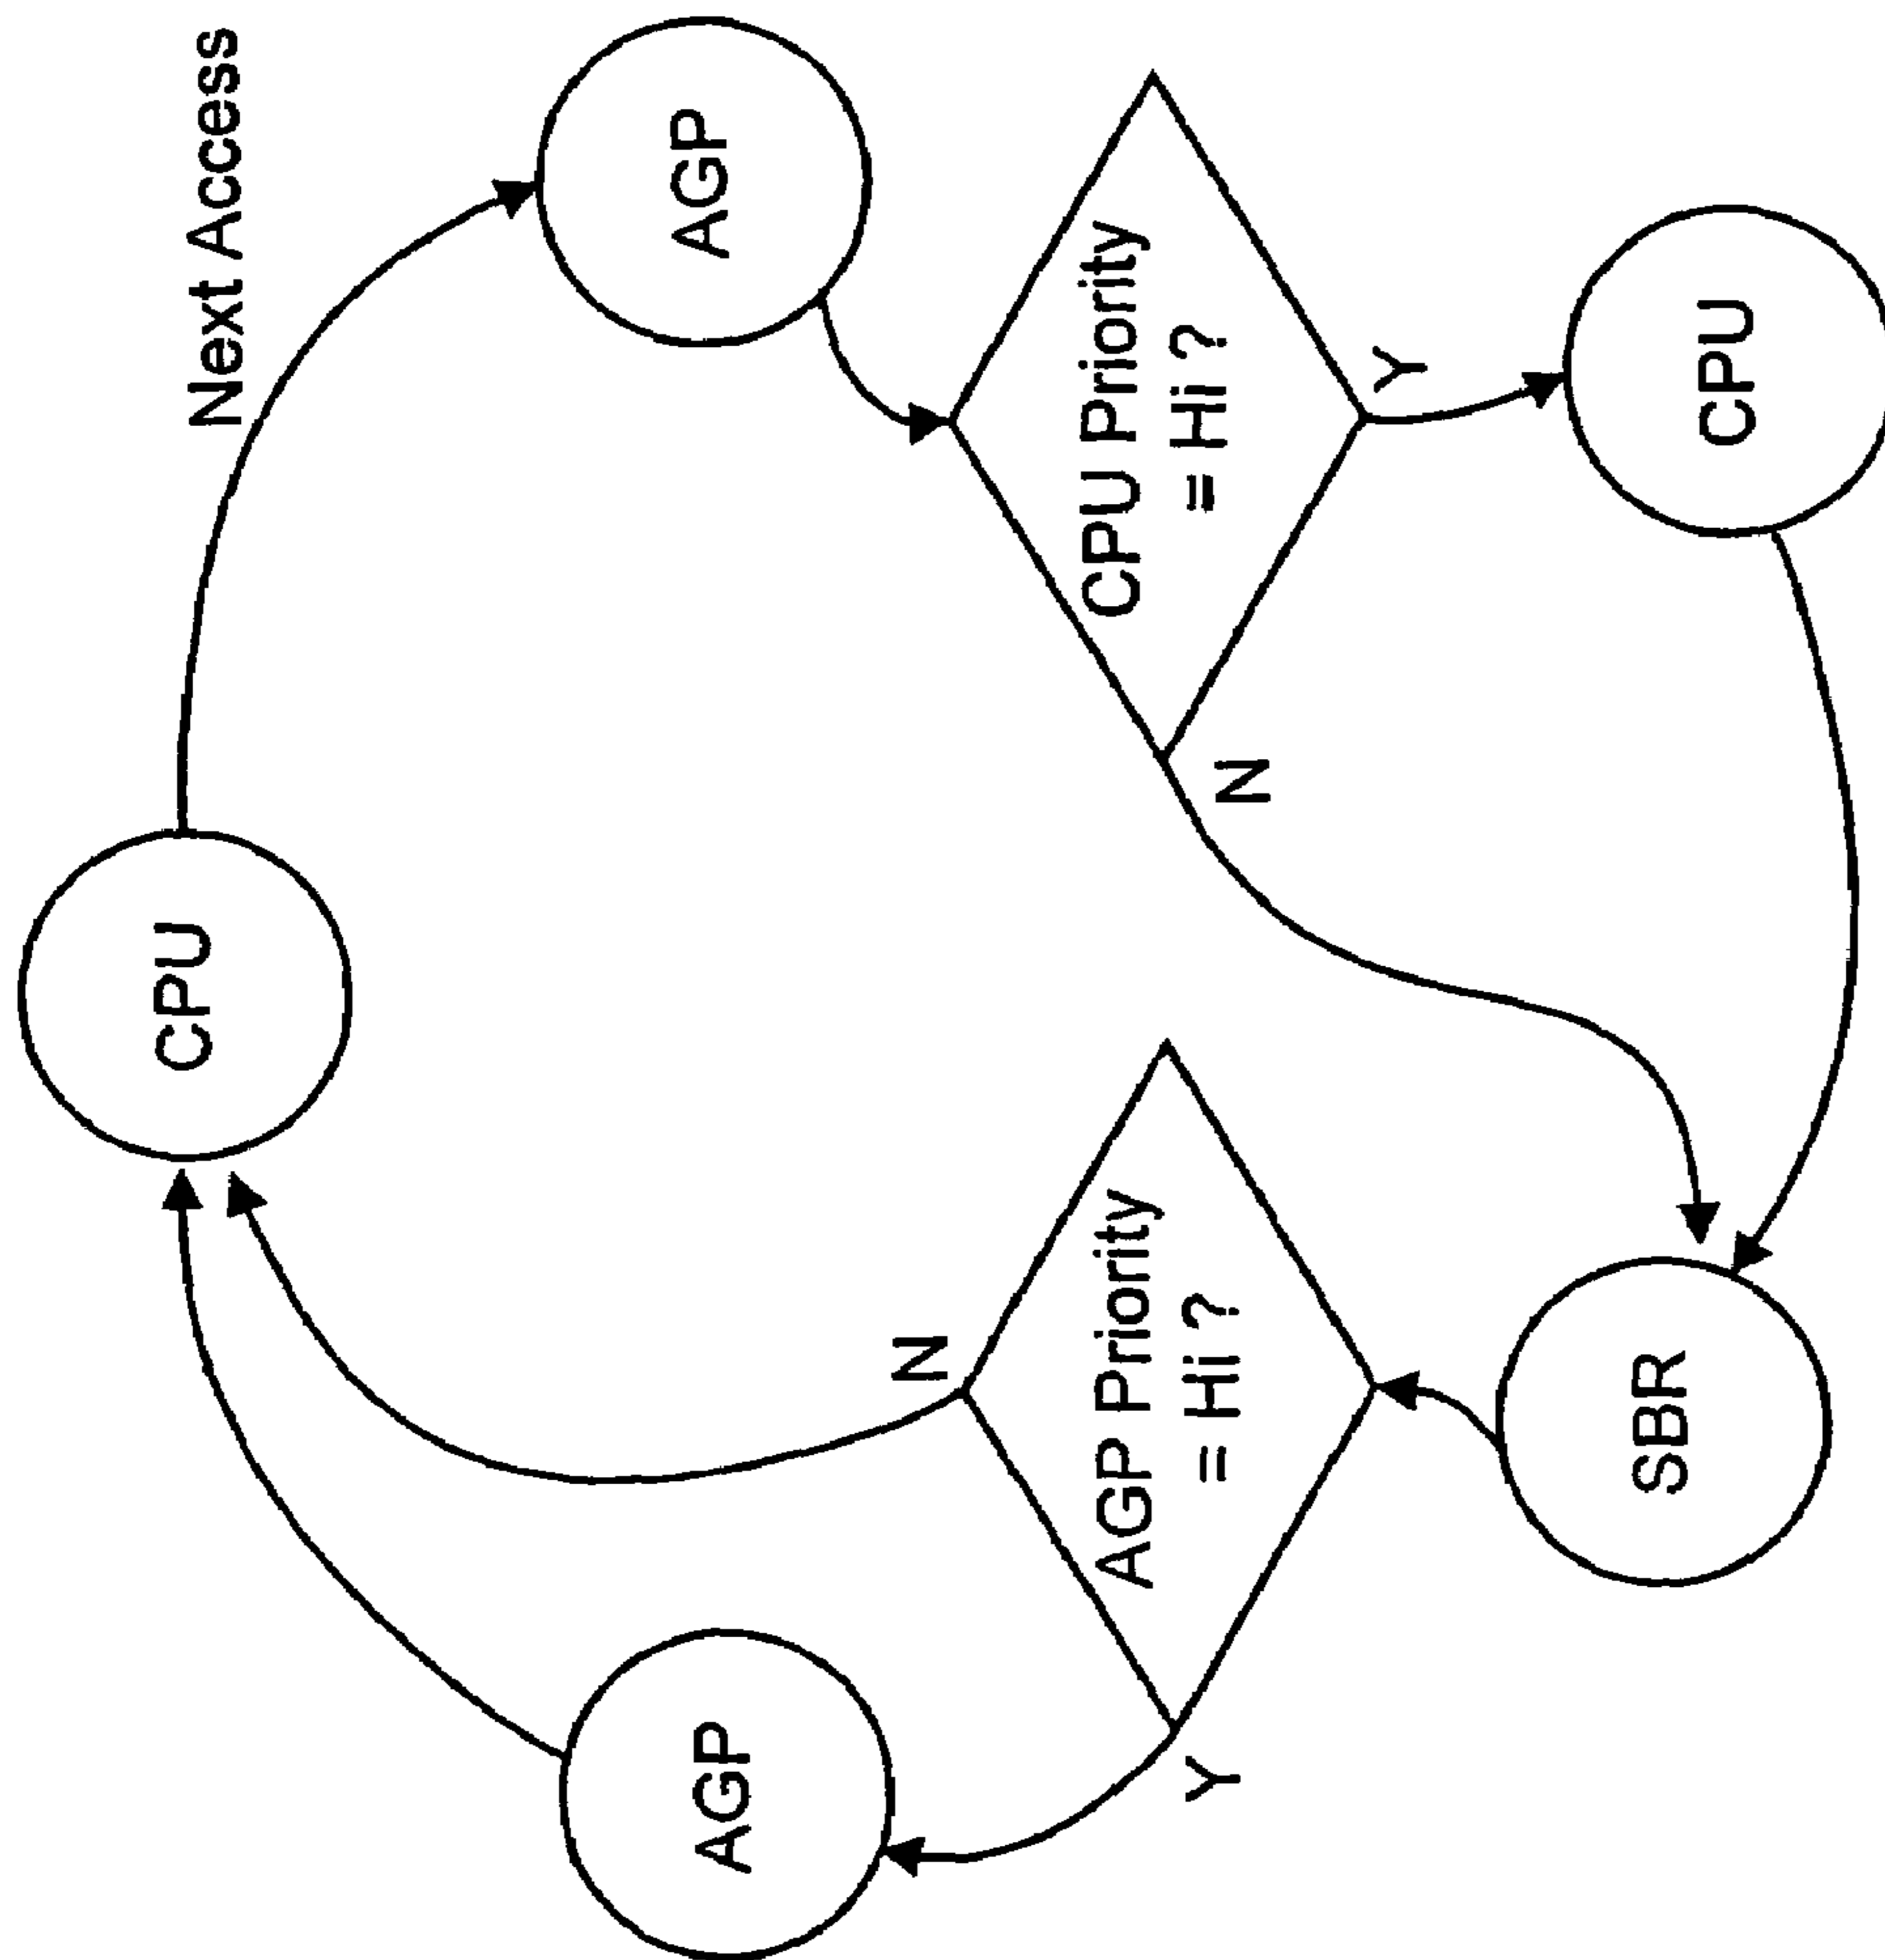 CPU
Next Access
AGP
CPU Priority
= Hi ?
Y
N
CPU
SBR
AGP Priority
= Hi ?
N
Y
AGP